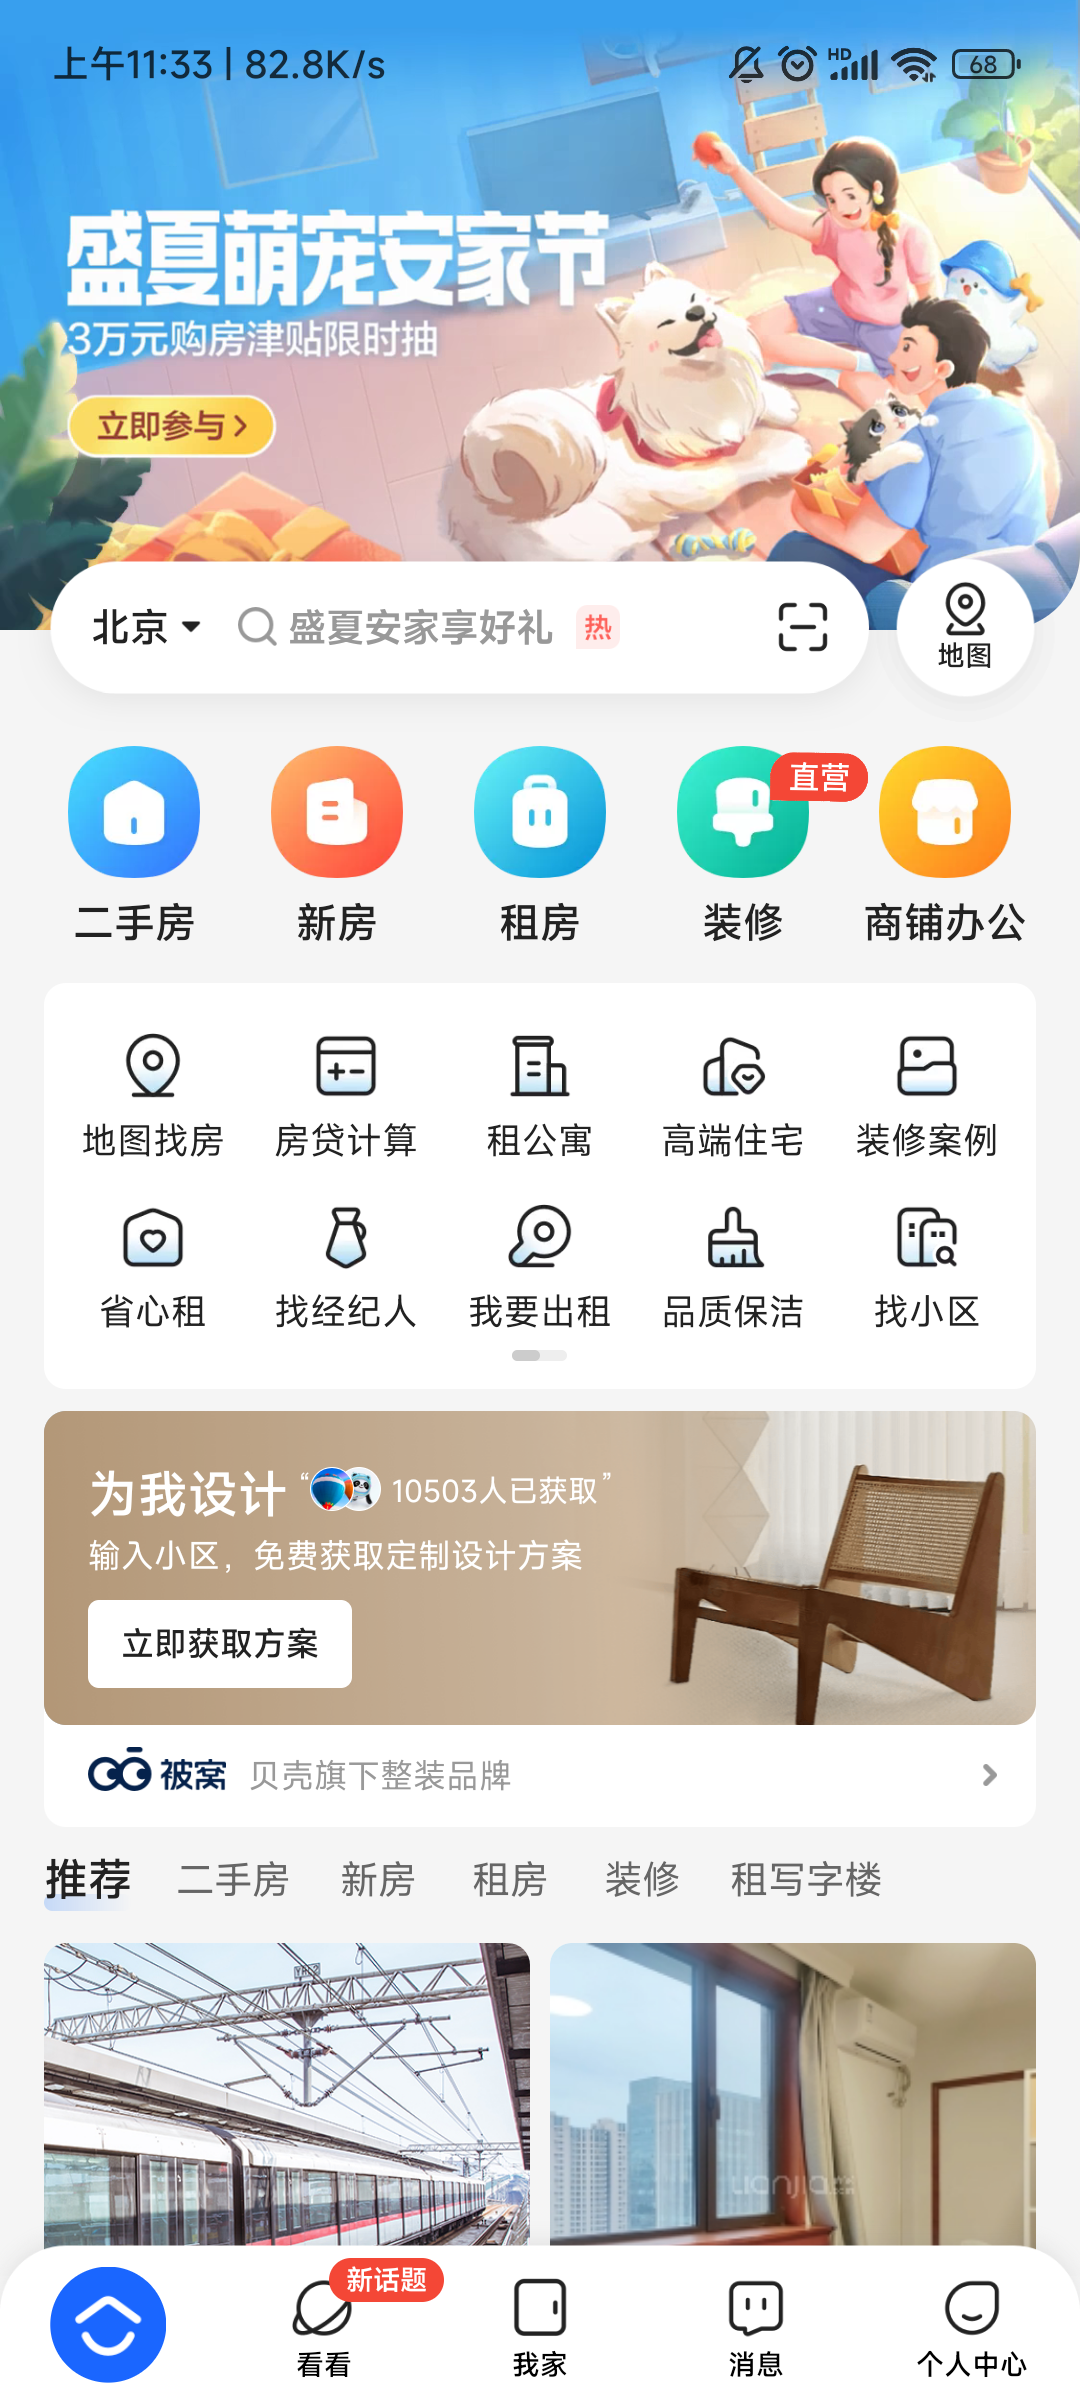 上午11:33 | 82.8K/s
HD
68
盛夏萌宠安家节
3万元购房津贴限时抽
立即参与
北京
盛夏安家享好礼
热
地图
直营
二手房
新房
租房
装修
商铺办公
地图找房
房贷计算
租公寓
高端住宅
装修案例
省心租
找经纪人
我要出租
品质保洁
找小区
为我设计
“10503人已获取”
输入小区，免费获取定制设计方案
立即获取方案
被窝
贝壳旗下整装品牌
推荐
二手房
新房
租房
装修
租写字楼
lianjia
新话题
看看
我家
消息
个人中心